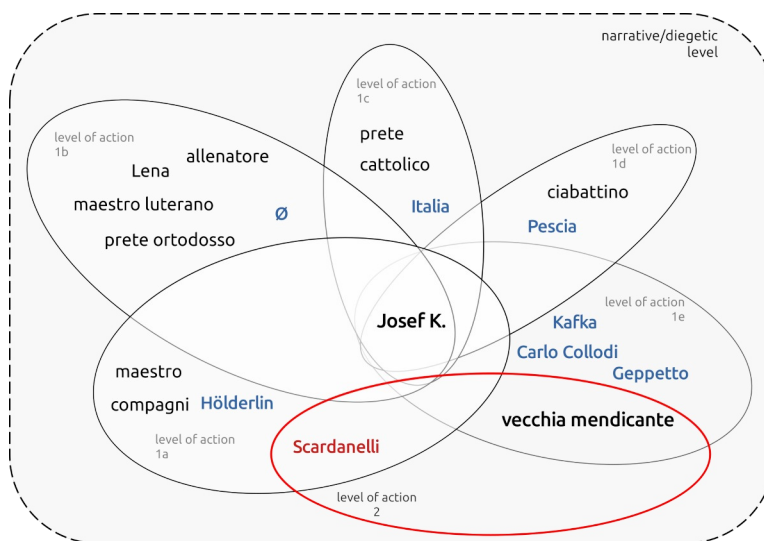 narrative/diegetic
level
level of action
1c
prete
cattolico
Italia
level of action
1b
allenatore
Lena
maestro luterano
Ø
prete ortodosso
level of action
1d
ciabattino
Pescia
level of action
1e
Kafka
Carlo Collodi
Geppetto
Josef K.
maestro
compagni
Hölderlin
level of action
1a
Scardanelli
vecchia mendicante
level of action
2